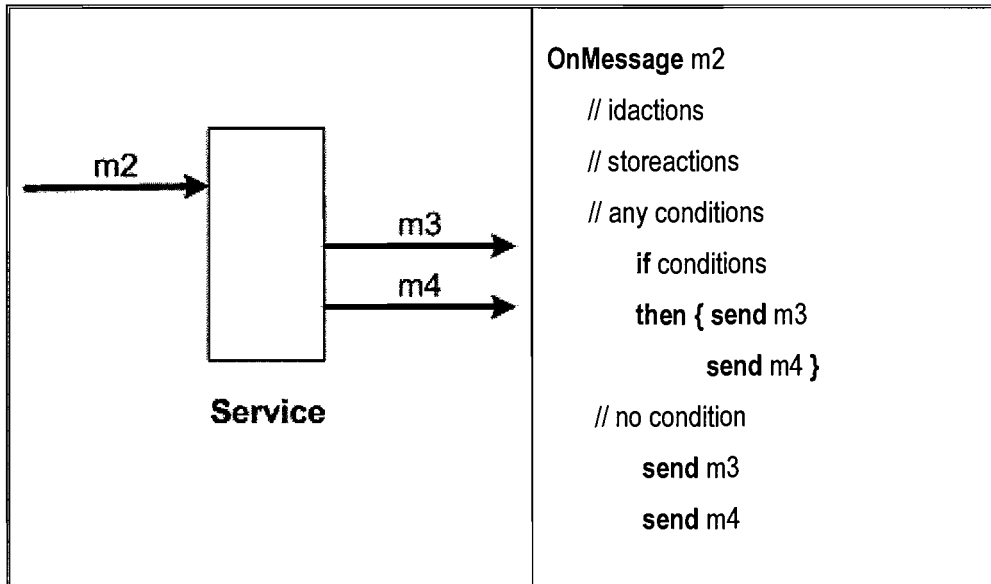 m2
m3
m4
Service
OnMessage m2
// idactions
// storeactions
// any conditions
if conditions
then { send m3
send m4 }
// no condition
send m3
send m4